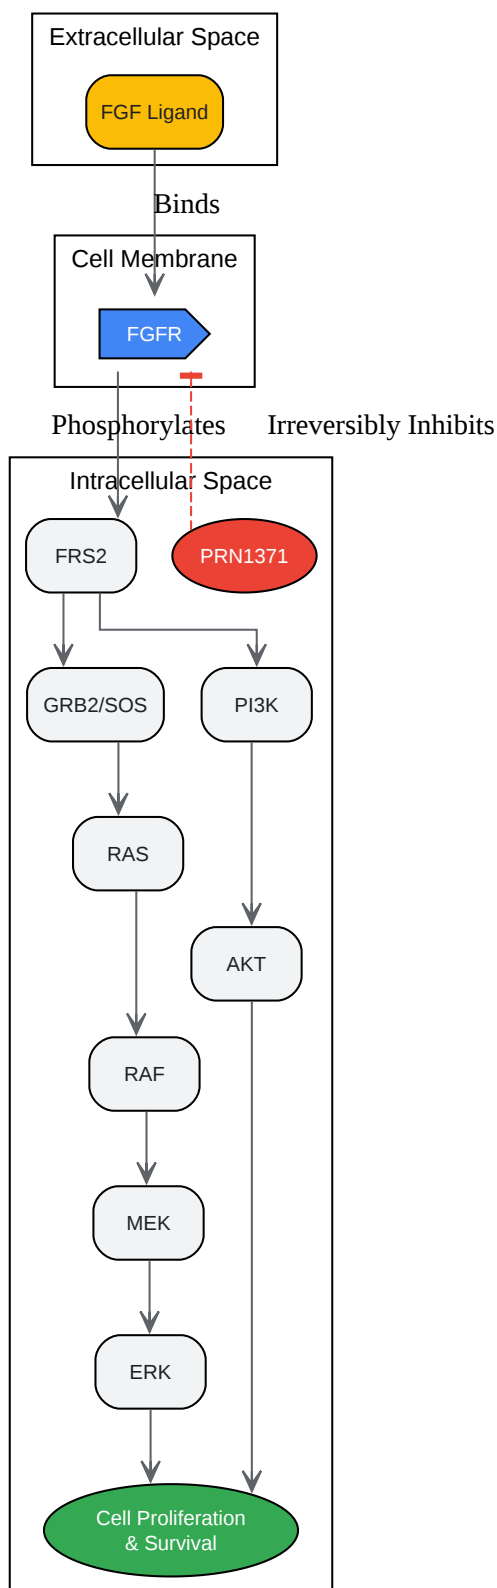 Extracellular Space
FGF Ligand
Binds
Cell Membrane
FGFR
Phosphorylates
Irreversibly Inhibits
Intracellular Space
FRS2
PRN1371
GRB2/SOS
PI3K
RAS
AKT
RAF
MEK
ERK
Cell Proliferation
& Survival